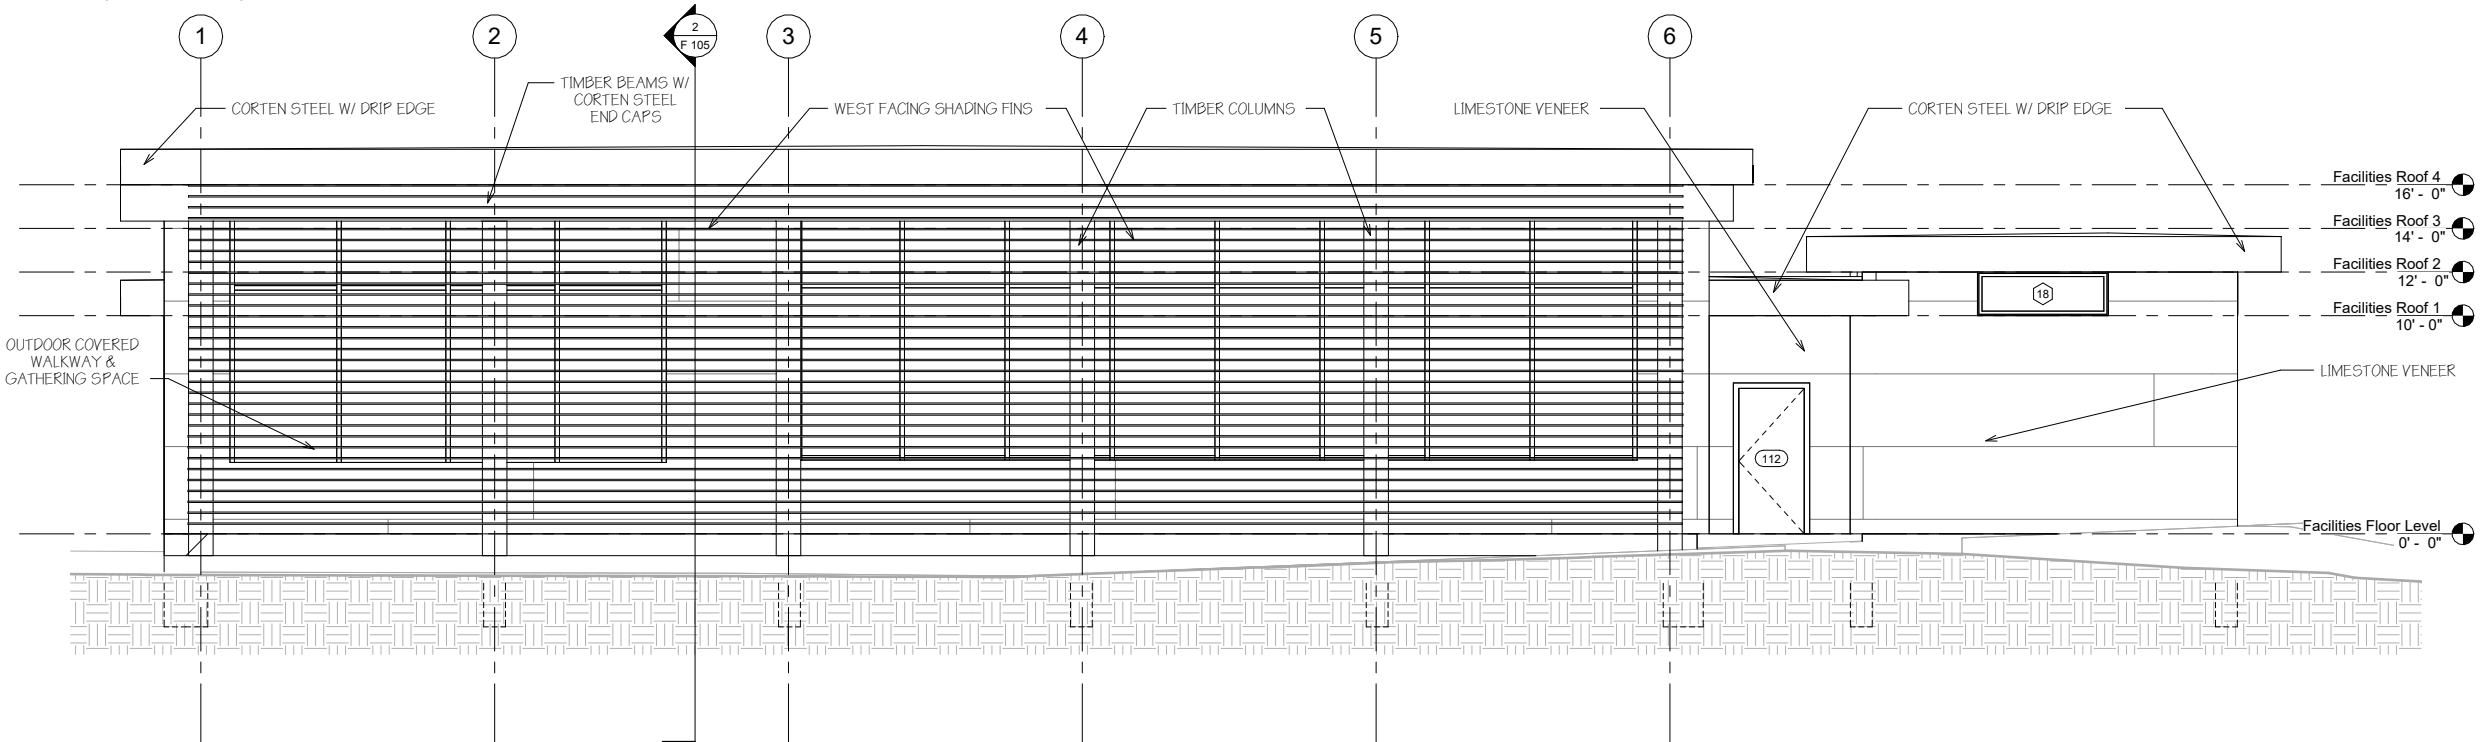 1
2
2
F 105
3
4
5
6
CORTEN STEEL W/ DRIP EDGE
TIMBER BEAMS W/
CORTEN STEEL
END CAPS
WEST FACING SHADING FINS
TIMBER COLUMNS
LIMESTONE VENEER
CORTEN STEEL W/ DRIP EDGE
Facilities Roof 4
16' - 0"
Facilities Roof 3
14' - 0"
Facilities Roof 2
12' - 0"
18
Facilities Roof 1
10' - 0"
OUTDOOR COVERED
WALKWAY &
GATHERING SPACE
LIMESTONE VENEER
112
Facilities Floor Level
0' - 0"